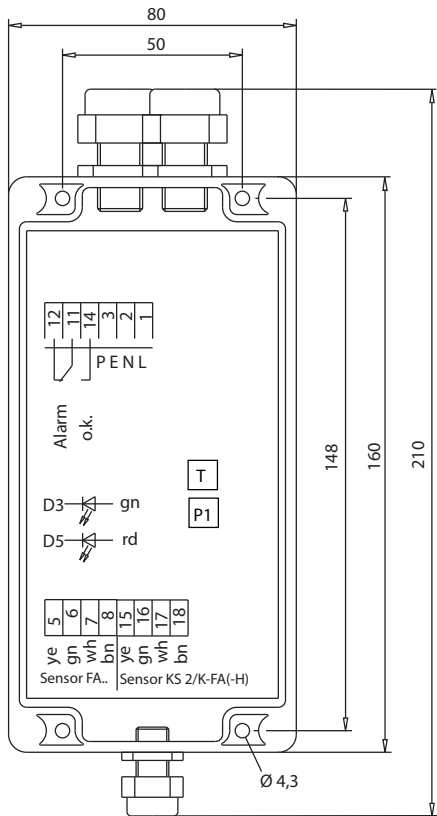 80
50
12 11 14 3 2 1
P E N L
Alarm o.k.
148
160
210
T
D3 gn
P1
D5 rd
5 6 7 8 15 16 17 18
ye gn wh bn ye gn wh bn
Sensor FA.. Sensor KS 2/K-FA(-H)
Ø 4,3